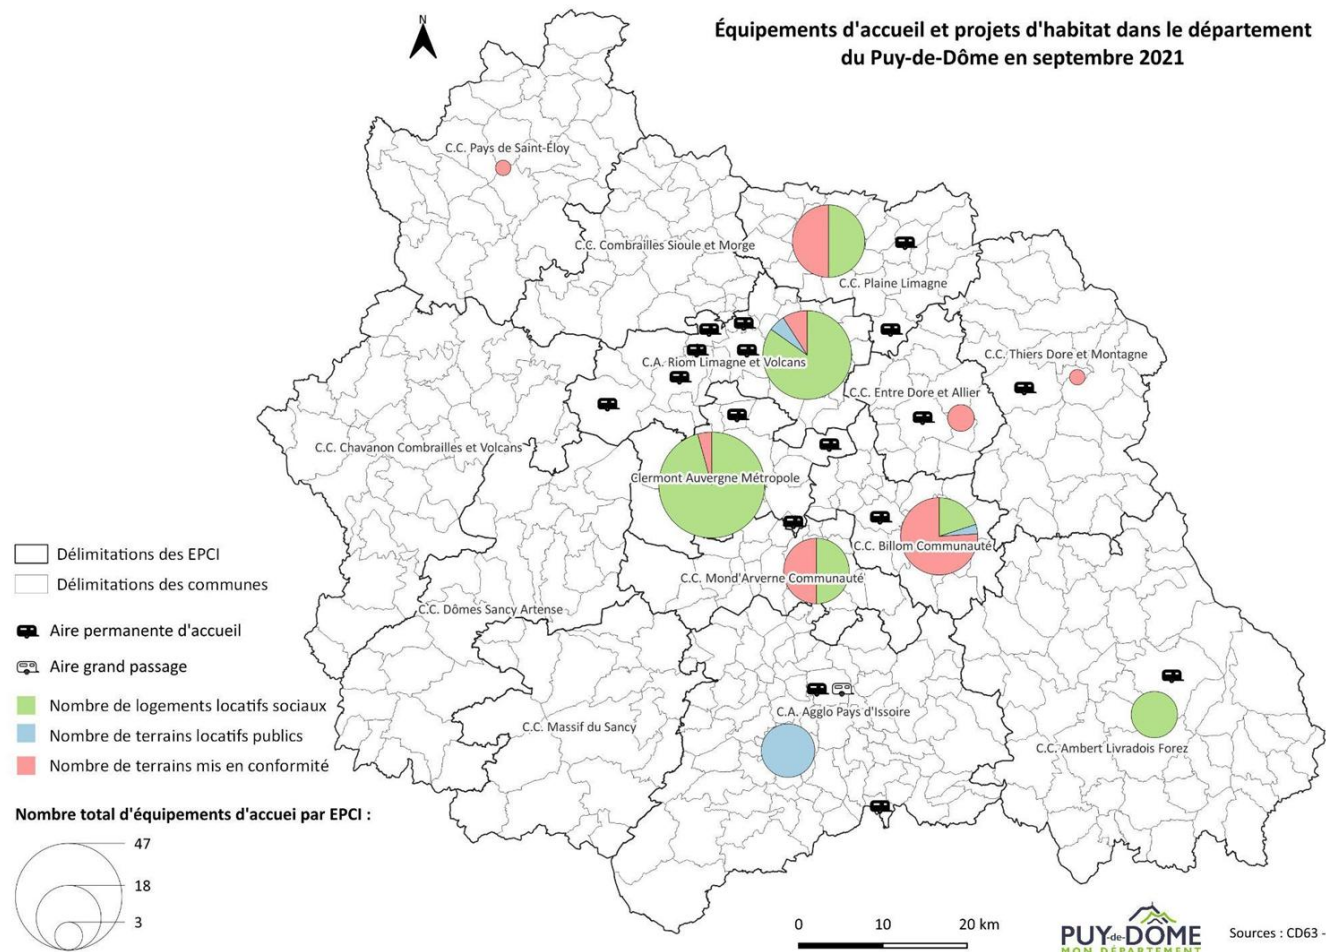 N
Équipements d'accueil et projets d'habitat dans le département
du Puy-de-Dôme en septembre 2021
C.C. Pays de Saint-Éloy
C.C. Combrailles Sioule et Morge
C.C. Plaine Limagne
C.A. Riom Limagne et Volcans
C.C. Thiers Dore et Montagne
C.C. Entre Dore et Allier
C.C. Chavanon Combrailles et Volcans
Clermont Auvergne Métropole
C.C. Billom Communauté
C.C. Mond'Arverne Communauté
C.C. Dômes Sancy Artense
C.C. Massif du Sancy
C.A. Agglo Pays d'Issoire
C.C. Ambert Livradois Forez
Délimitations des EPCI
Délimitations des communes
Aire permanente d'accueil
Aire grand passage
Nombre de logements locatifs sociaux
Nombre de terrains locatifs publics
Nombre de terrains mis en conformité
Nombre total d'équipements d'accuei par EPCI :
47
18
3
0 10 20 km
PUY-de-DÔME
MON DÉPARTEMENT
Sources : CD63 -